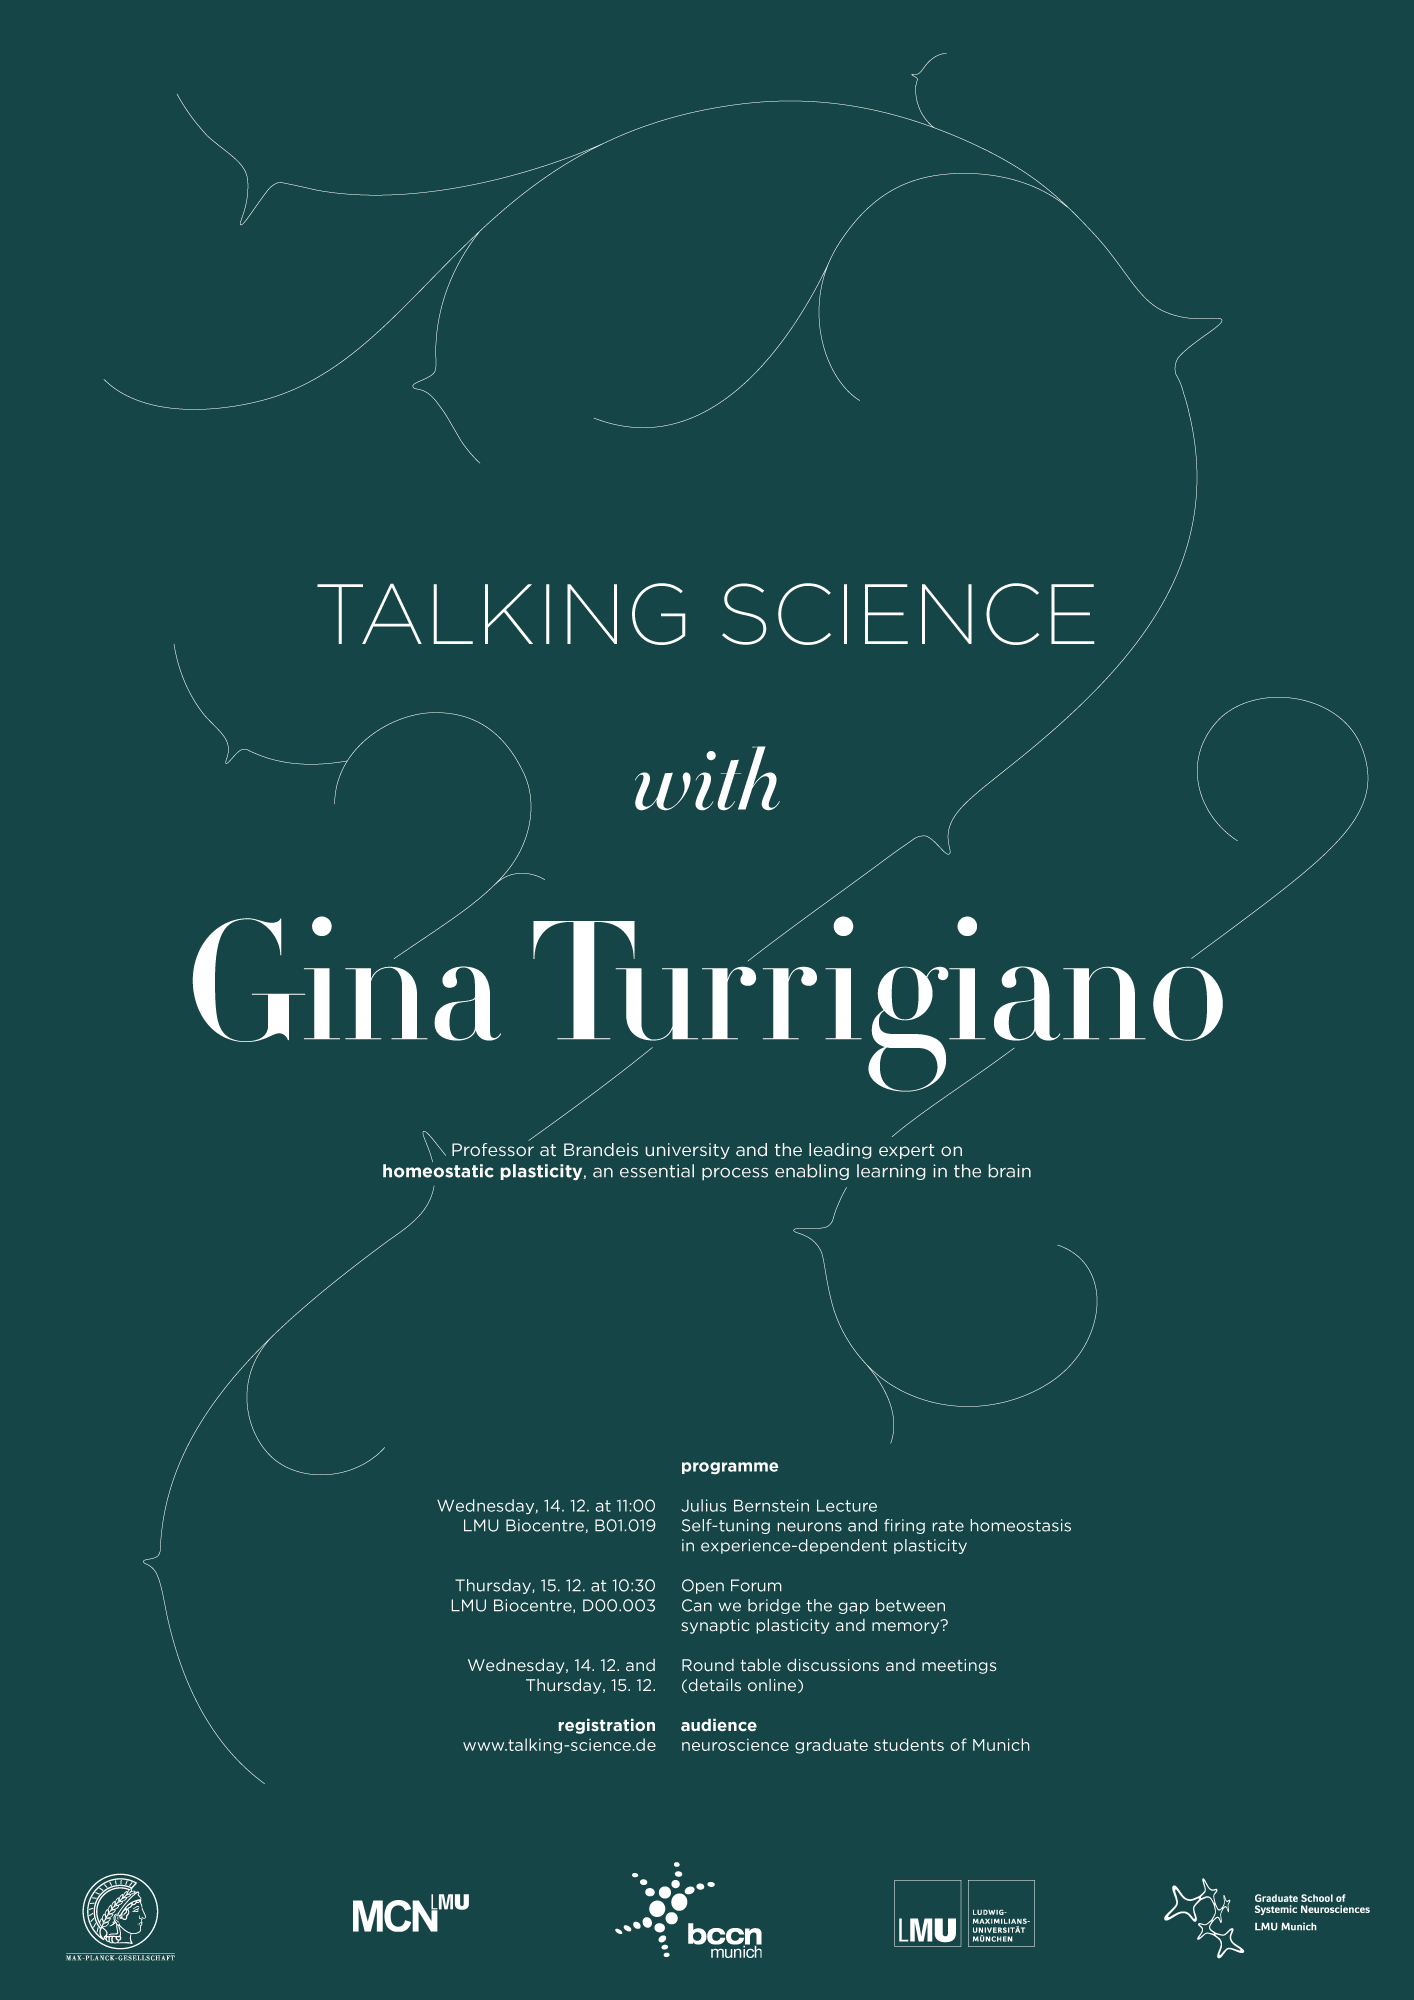 TALKING SCIENCE
with
Gina Turrigiano
Professor at Brandeis university and the leading expert on
homeostatic plasticity, an essential process enabling learning in the brain
programme
Wednesday, 14. 12. at 11:00 Julius Bernstein Lecture
LMU Biocentre, B01.019 Self-tuning neurons and firing rate homeostasis
in experience-dependent plasticity
Thursday, 15. 12. at 10:30 Open Forum
LMU Biocentre, D00.003 Can we bridge the gap between
synaptic plasticity and memory?
Wednesday, 14. 12. and Round table discussions and meetings
Thursday, 15. 12. (details online)
registration audience
www.talking-science.de neuroscience graduate students of Munich
MAX-PLANCK-GESELLSCHAFT
MCN LMU
bccn
munich
LMU
LUDWIG-
MAXIMILIANS-
UNIVERSITÄT
MÜNCHEN
Graduate School of
Systemic Neurosciences
LMU Munich